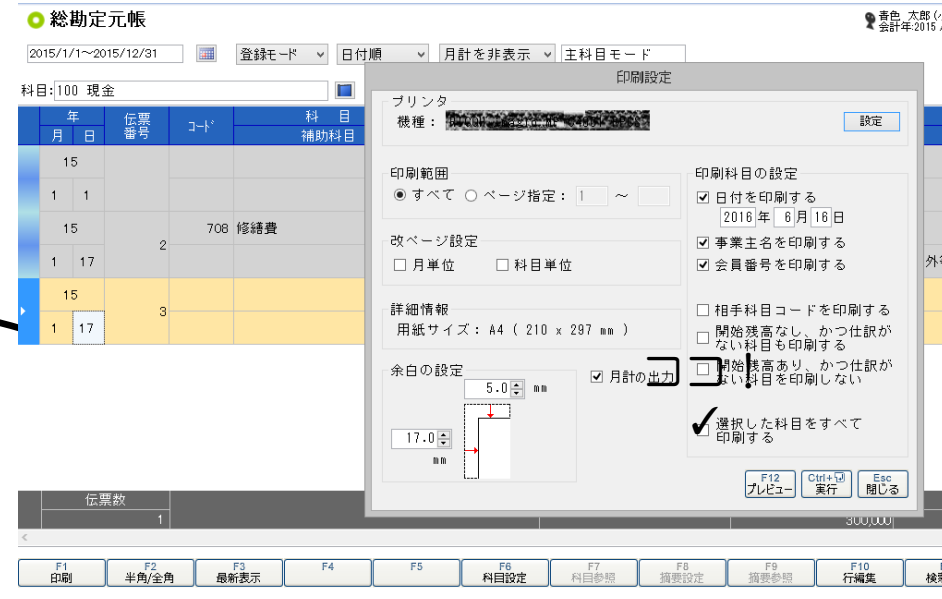 総勘定元帳
青色 太郎(
会計年:2015
2015/1/1～2015/12/31
登録モード
日付順
月計を非表示
主科目モード
科目:100 現金
年
月 日
伝票
番号
コード
科 目
補助科目
15
1 1
15
708 修繕費
2
1 17
外
15
3
1 17
伝票数
1
300,000
印刷設定
プリンタ
機種:
設定
印刷範囲
すべて ページ指定: 1 ～
改ページ設定
月単位 科目単位
詳細情報
用紙サイズ: A4 ( 210 x 297 mm )
余白の設定
5.0 mm
17.0
mm
月計の出力
ココ!
印刷科目の設定
日付を印刷する
2016 年 6 月 16 日
事業主名を印刷する
会員番号を印刷する
相手科目コードを印刷する
開始残高なし、かつ仕訳が
ない科目も印刷する
開始残高あり、かつ仕訳が
ない科目を印刷しない
選択した科目をすべて
印刷する
F12
プレビュー
Ctrl+
実行
Esc
閉じる
F1
印刷
F2
半角/全角
F3
最新表示
F4
F5
F6
科目設定
F7
科目参照
F8
摘要設定
F9
摘要参照
F10
行編集